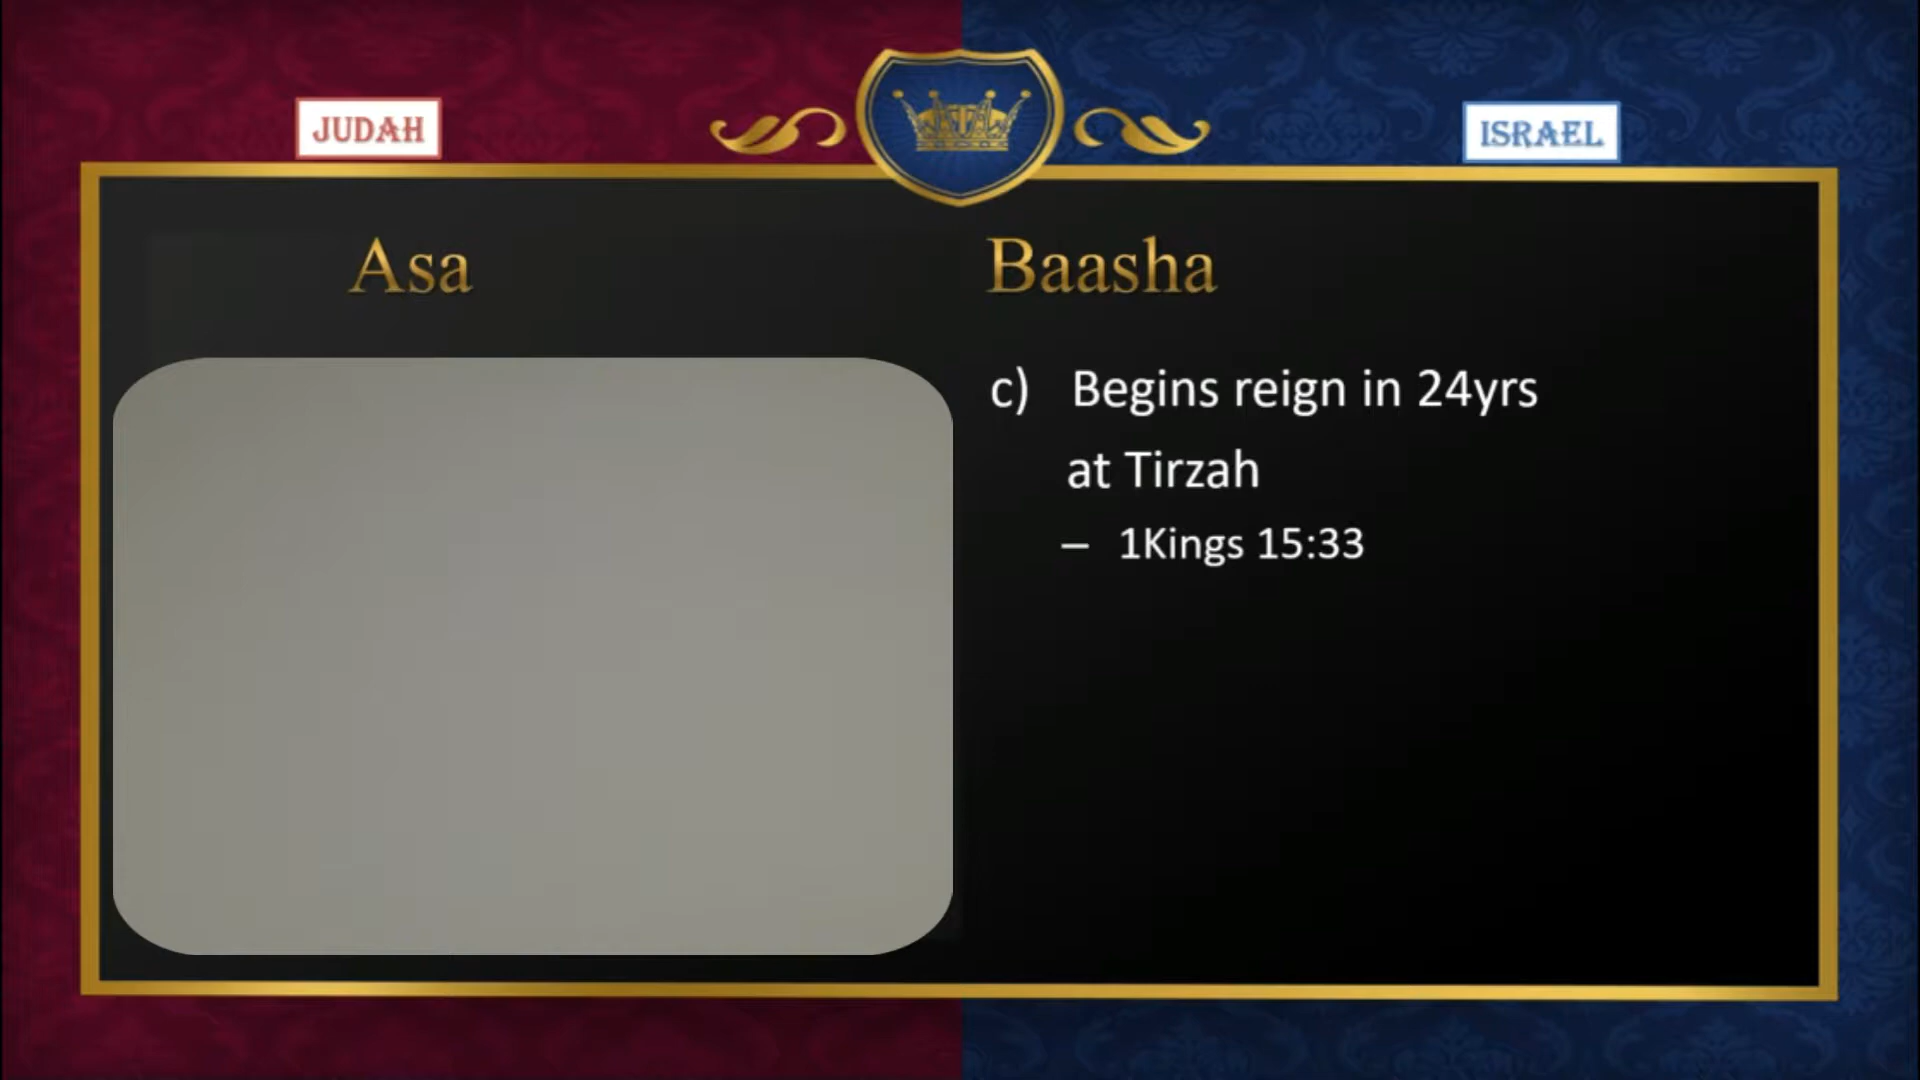 JUDAH
ISRAEL
Asa
Baasha
c) Begins reign in 24yrs
at Tirzah
– 1Kings 15:33